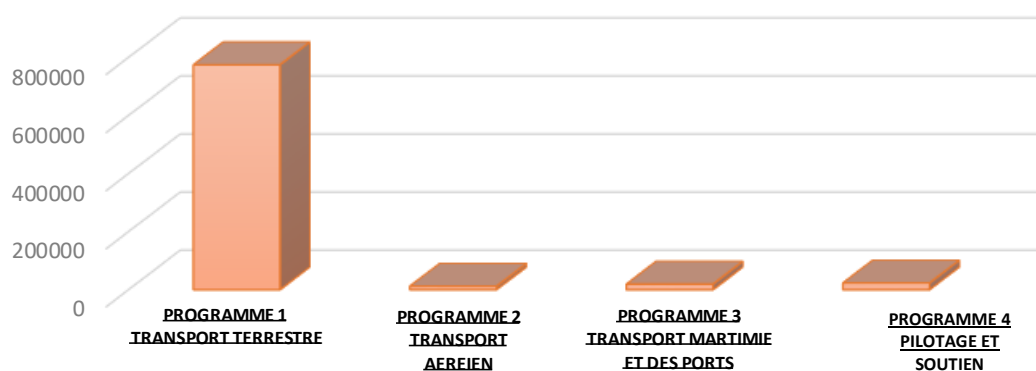 800000
600000
400000
200000
0
PROGRAMME 1
TRANSPORT TERRESTRE
PROGRAMME 2
TRANSPORT
AEREIEN
PROGRAMME 3
TRANSPORT MARTIMIE
ET DES PORTS
PROGRAMME 4
PILOTAGE ET
SOUTIEN